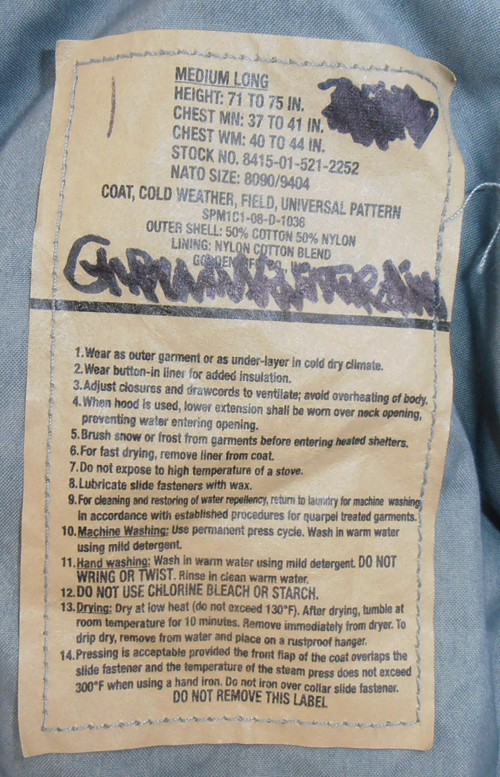 MEDIUM LONG
HEIGHT: 71 TO 75 IN.
CHEST MN: 37 TO 41 IN.
CHEST WM: 40 TO 44 IN.
STOCK NO. 8415-01-521-2252
NATO SIZE: 8090/9404
COAT, COLD WEATHER, FIELD, UNIVERSAL PATTERN
SPM1C1-08-D-1036
OUTER SHELL: 50% COTTON 50% NYLON
LINING: NYLON COTTON BLEND
1.Wear as outer garment or as under-layer in cold dry climate.
2.Wear button-in liner for added insulation.
3.Adjust closures and drawcords to ventilate; avoid overheating of body.
4.When hood is used, lower extension shall be worn over neck opening,
preventing water entering opening.
5.Brush snow or frost from garments before entering heated shelters.
6.For fast drying, remove liner from coat.
7.Do not expose to high temperature of a stove.
8.Lubricate slide fasteners with wax.
9.For cleaning and restoring of water repellency, return to laundry for machine washing
in accordance with established procedures for quarpel treated garments.
10.Machine Washing: Use permanent press cycle. Wash in warm water
using mild detergent.
11.Hand washing: Wash in warm water using mild detergent. DO NOT
WRING OR TWIST. Rinse in clean warm water.
12.DO NOT USE CHLORINE BLEACH OR STARCH.
13.Drying: Dry at low heat (do not exceed 130°F). After drying, tumble at
room temperature for 10 minutes. Remove immediately from dryer. To
drip dry, remove from water and place on a rustproof hanger.
14.Pressing is acceptable provided the front flap of the coat overlaps the
slide fastener and the temperature of the steam press does not exceed
300°F when using a hand iron. Do not iron over collar slide fastener.
DO NOT REMOVE THIS LABEL